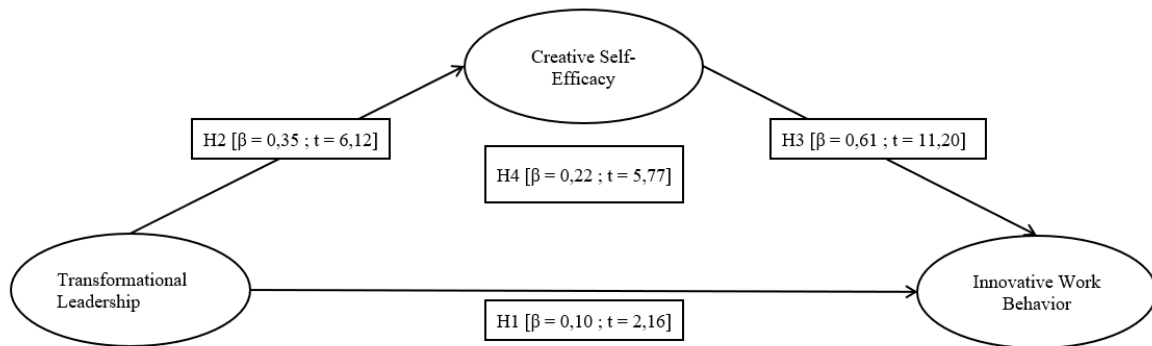 Creative Self-
Efficacy
H2 [β = 0,35 ; t = 6,12]
H3 [β = 0,61 ; t = 11,20]
H4 [β = 0,22 ; t = 5,77]
Transformational
Leadership
Innovative Work
Behavior
H1 [β = 0,10 ; t = 2,16]